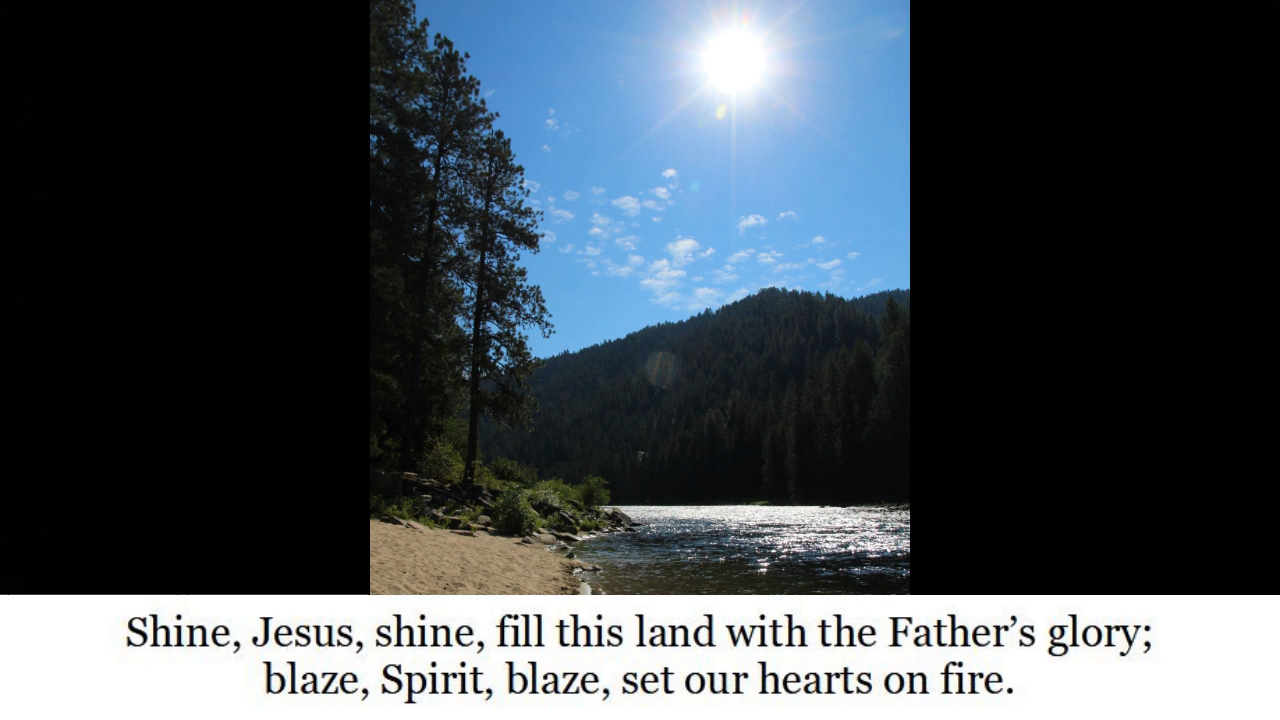 Shine, Jesus, shine, fill this land with the Father’s glory;
blaze, Spirit, blaze, set our hearts on fire.